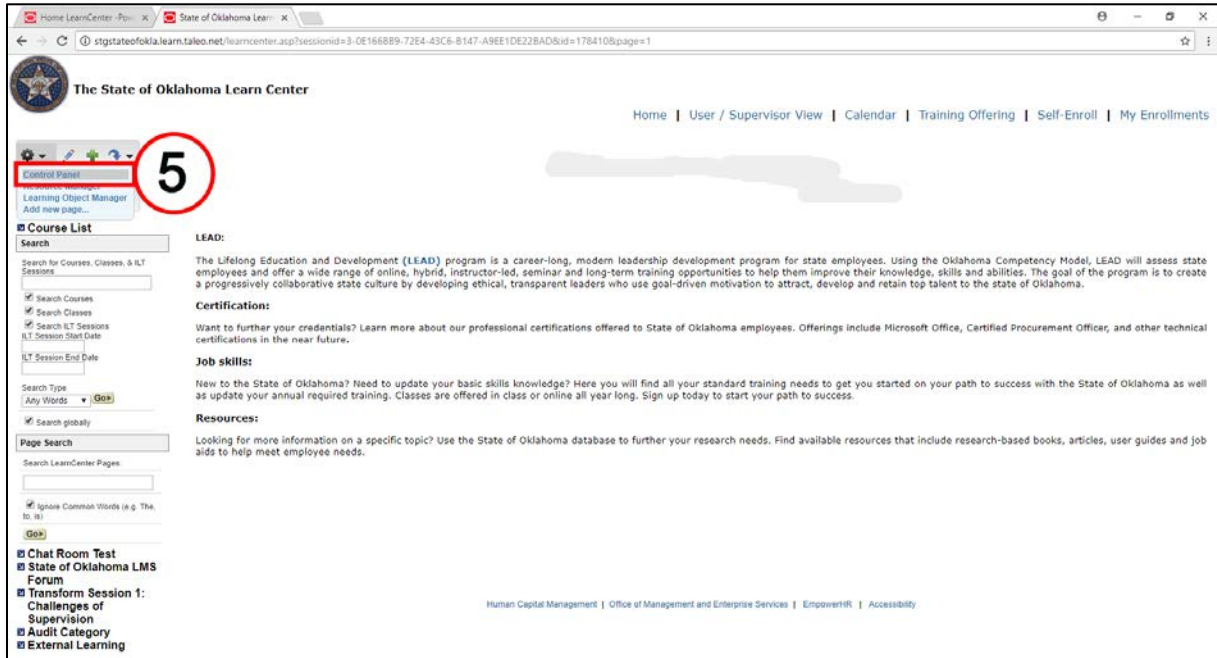 Home LearnCenter -Pow
State of Oklahoma Learn
stgstateofokla.learn.taleo.net/learncenter.asp?sessionid=3-0E166BB9-72E4-43C6-B147-A9EE1DE22BAD&id=178410&page=1
The State of Oklahoma Learn Center
Home | User / Supervisor View | Calendar | Training Offering | Self-Enroll | My Enrollments
Control Panel
5
Resource Manager
Learning Object Manager
Add new page...
Course List
Search
Search for Courses, Classes, & ILT
Sessions
Search Courses
Search Classes
Search ILT Sessions
ILT Session Start Date
ILT Session End Date
Search Type
Any Words
Go
Search globally
Page Search
Search LearnCenter Pages:
Ignore Common Words (e.g. The,
to, is)
Go
Chat Room Test
State of Oklahoma LMS
Forum
Transform Session 1:
Challenges of
Supervision
Audit Category
External Learning
LEAD:
The Lifelong Education and Development (LEAD) program is a career-long, modern leadership development program for state employees. Using the Oklahoma Competency Model, LEAD will assess state
employees and offer a wide range of online, hybrid, instructor-led, seminar and long-term training opportunities to help them improve their knowledge, skills and abilities. The goal of the program is to create
a progressively collaborative state culture by developing ethical, transparent leaders who use goal-driven motivation to attract, develop and retain top talent to the state of Oklahoma.
Certification:
Want to further your credentials? Learn more about our professional certifications offered to State of Oklahoma employees. Offerings include Microsoft Office, Certified Procurement Officer, and other technical
certifications in the near future.
Job skills:
New to the State of Oklahoma? Need to update your basic skills knowledge? Here you will find all your standard training needs to get you started on your path to success with the State of Oklahoma as well
as update your annual required training. Classes are offered in class or online all year long. Sign up today to start your path to success.
Resources:
Looking for more information on a specific topic? Use the State of Oklahoma database to further your research needs. Find available resources that include research-based books, articles, user guides and job
aids to help meet employee needs.
Human Capital Management | Office of Management and Enterprise Services | EmpowerHR | Accessibility